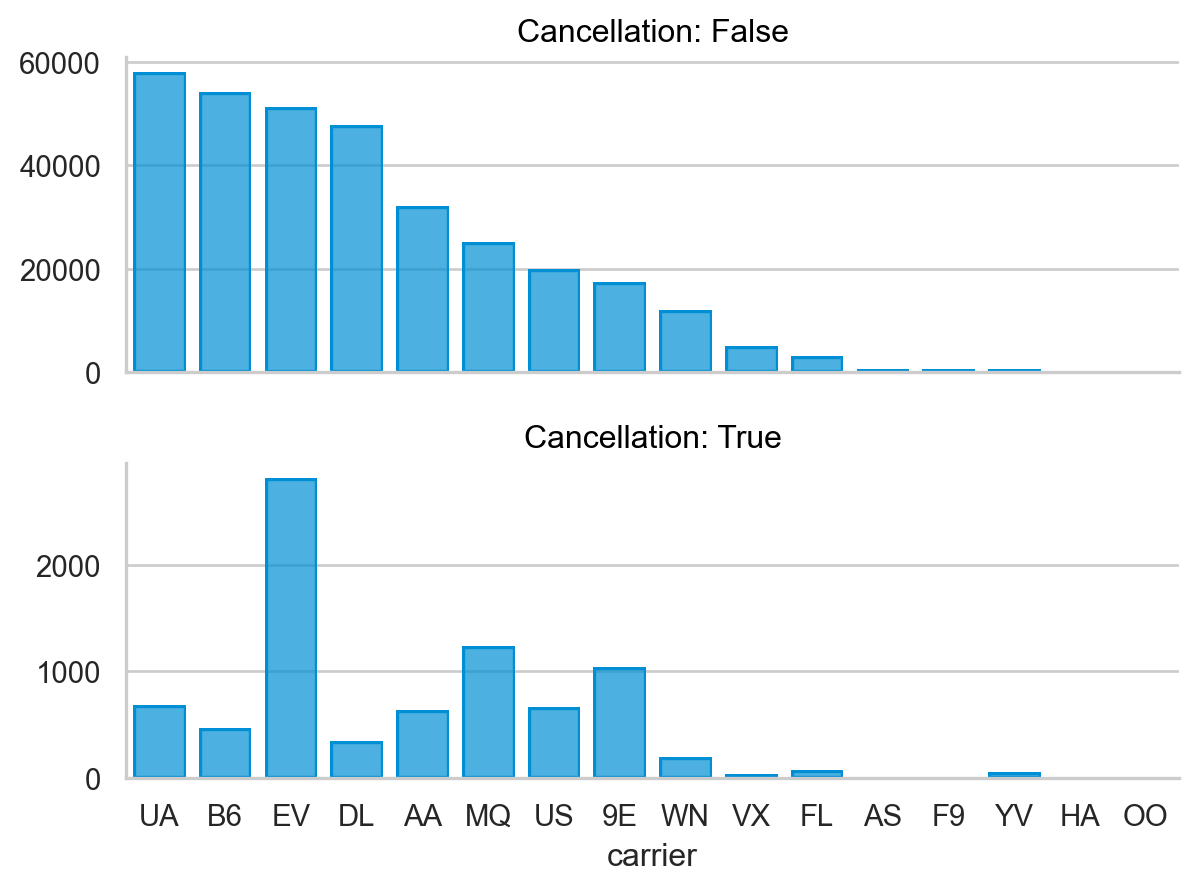 Cancellation: False
60000
40000
20000
0
Cancellation: True
2000
1000
0
UA B6 EV DL AA MQ US 9E WN VX FL AS F9 YV HA OO
carrier